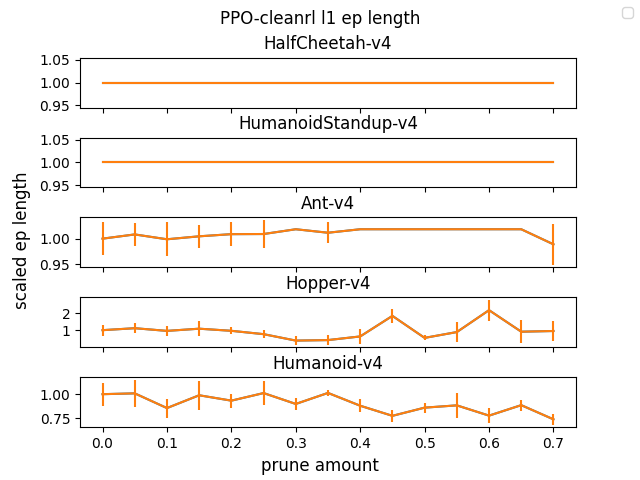 PPO-cleanrl l1 ep length
HalfCheetah-v4
1.05
1.00
0.95
HumanoidStandup-v4
1.05
1.00
0.95
Ant-v4
1.00
0.95
Hopper-v4
2
1
Humanoid-v4
1.00
0.75
0.0 0.1 0.2 0.3 0.4 0.5 0.6 0.7
prune amount
scaled ep length